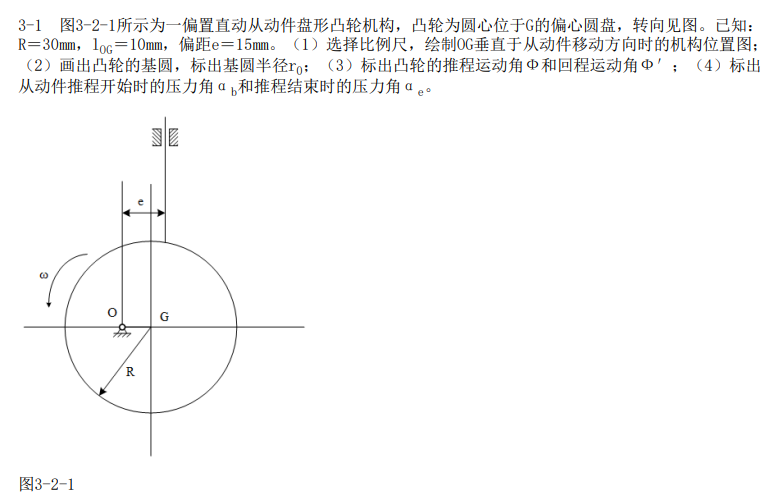 3-1 图3-2-1所示为一偏置直动从动件盘形凸轮机构，凸轮为圆心位于G的偏心圆盘，转向见图。已知：
R＝30mm，lOG＝10mm，偏距e＝15mm。（1）选择比例尺，绘制OG垂直于从动件移动方向时的机构位置图；
（2）画出凸轮的基圆，标出基圆半径r0；（3）标出凸轮的推程运动角Φ和回程运动角Φ′；（4）标出
从动件推程开始时的压力角αb和推程结束时的压力角αe。
e
ω
O
G
R
图3-2-1